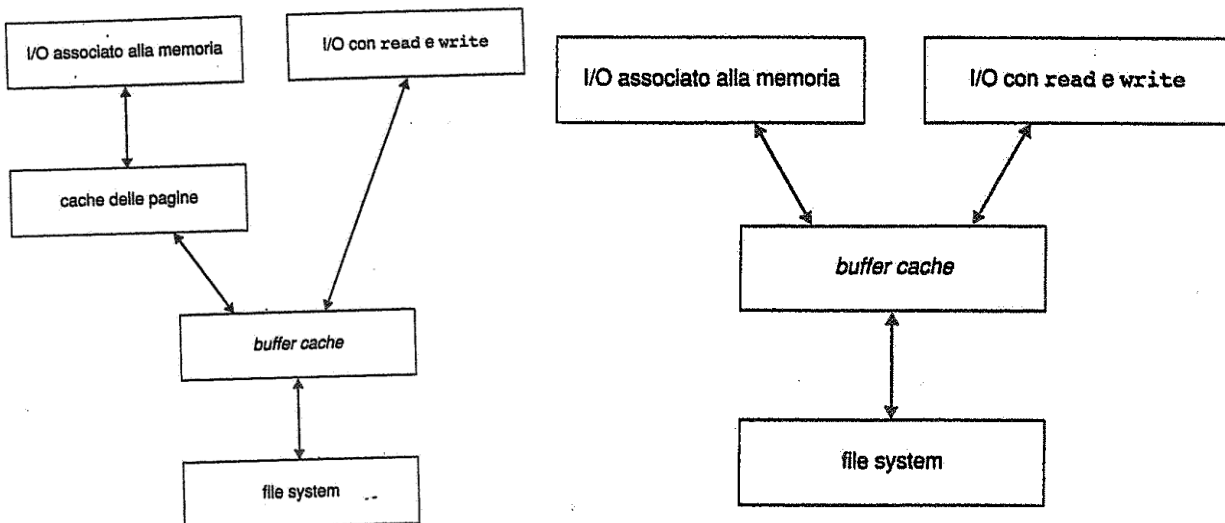 I/O associato alla memoria
I/O con read e write
cache delle pagine
buffer cache
file system
I/O associato alla memoria
I/O con read e write
buffer cache
file system